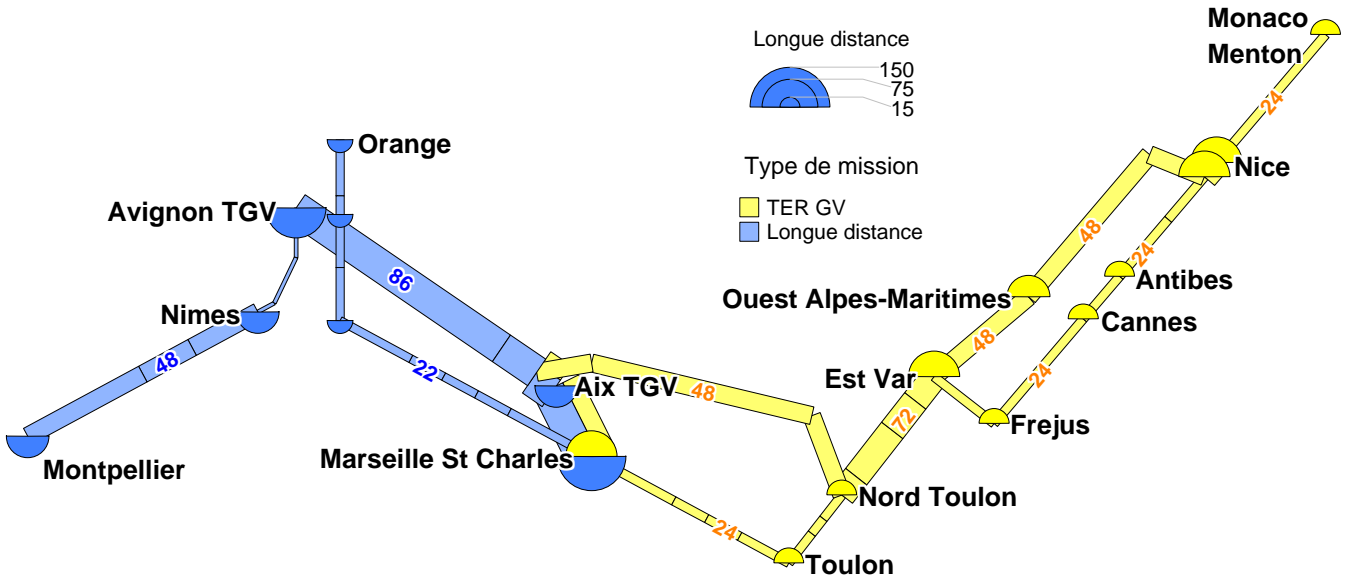 Monaco
Menton
Longue distance
150
75
15
24
Orange
Type de mission
Nice
Avignon TGV
TER GV
Longue distance
48
24
86
Antibes
Ouest Alpes-Maritimes
Nimes
Cannes
48
48
22
24
Est Var
Aix TGV
48
72
Frejus
Marseille St Charles
Montpellier
Nord Toulon
24
Toulon